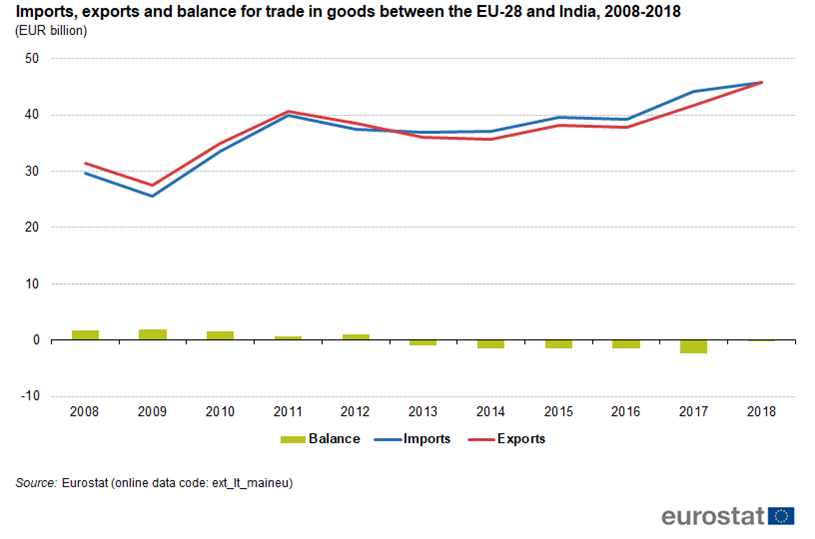 Imports, exports and balance for trade in goods between the EU-28 and India, 2008-2018
(EUR billion)
50
40
30
20
10
0
-10
2008 2009 2010 2011 2012 2013 2014 2015 2016 2017 2018
Balance Imports Exports
Source: Eurostat (online data code: ext_lt_maineu)
eurostat